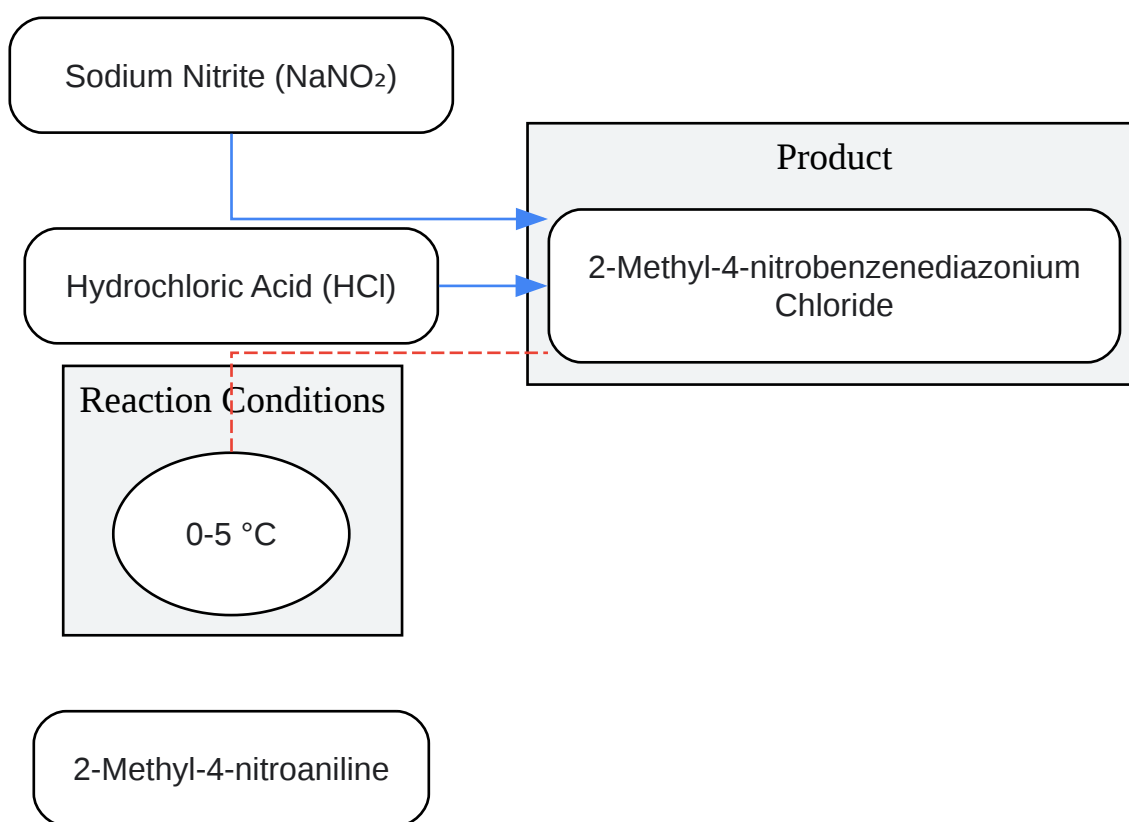 Sodium Nitrite (NaNO₂)
Product
2-Methyl-4-nitrobenzenediazonium
Chloride
Hydrochloric Acid (HCl)
Reaction Conditions
0-5 °C
2-Methyl-4-nitroaniline